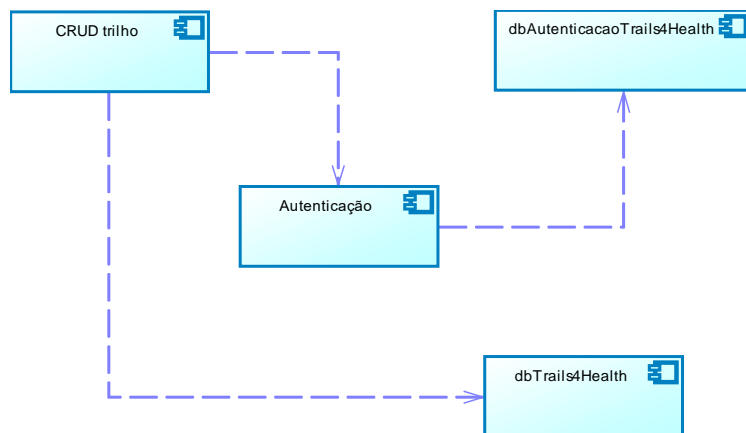 CRUD trilho
dbAutenticacaoTrails4Health
Autenticação
dbTrails4Health